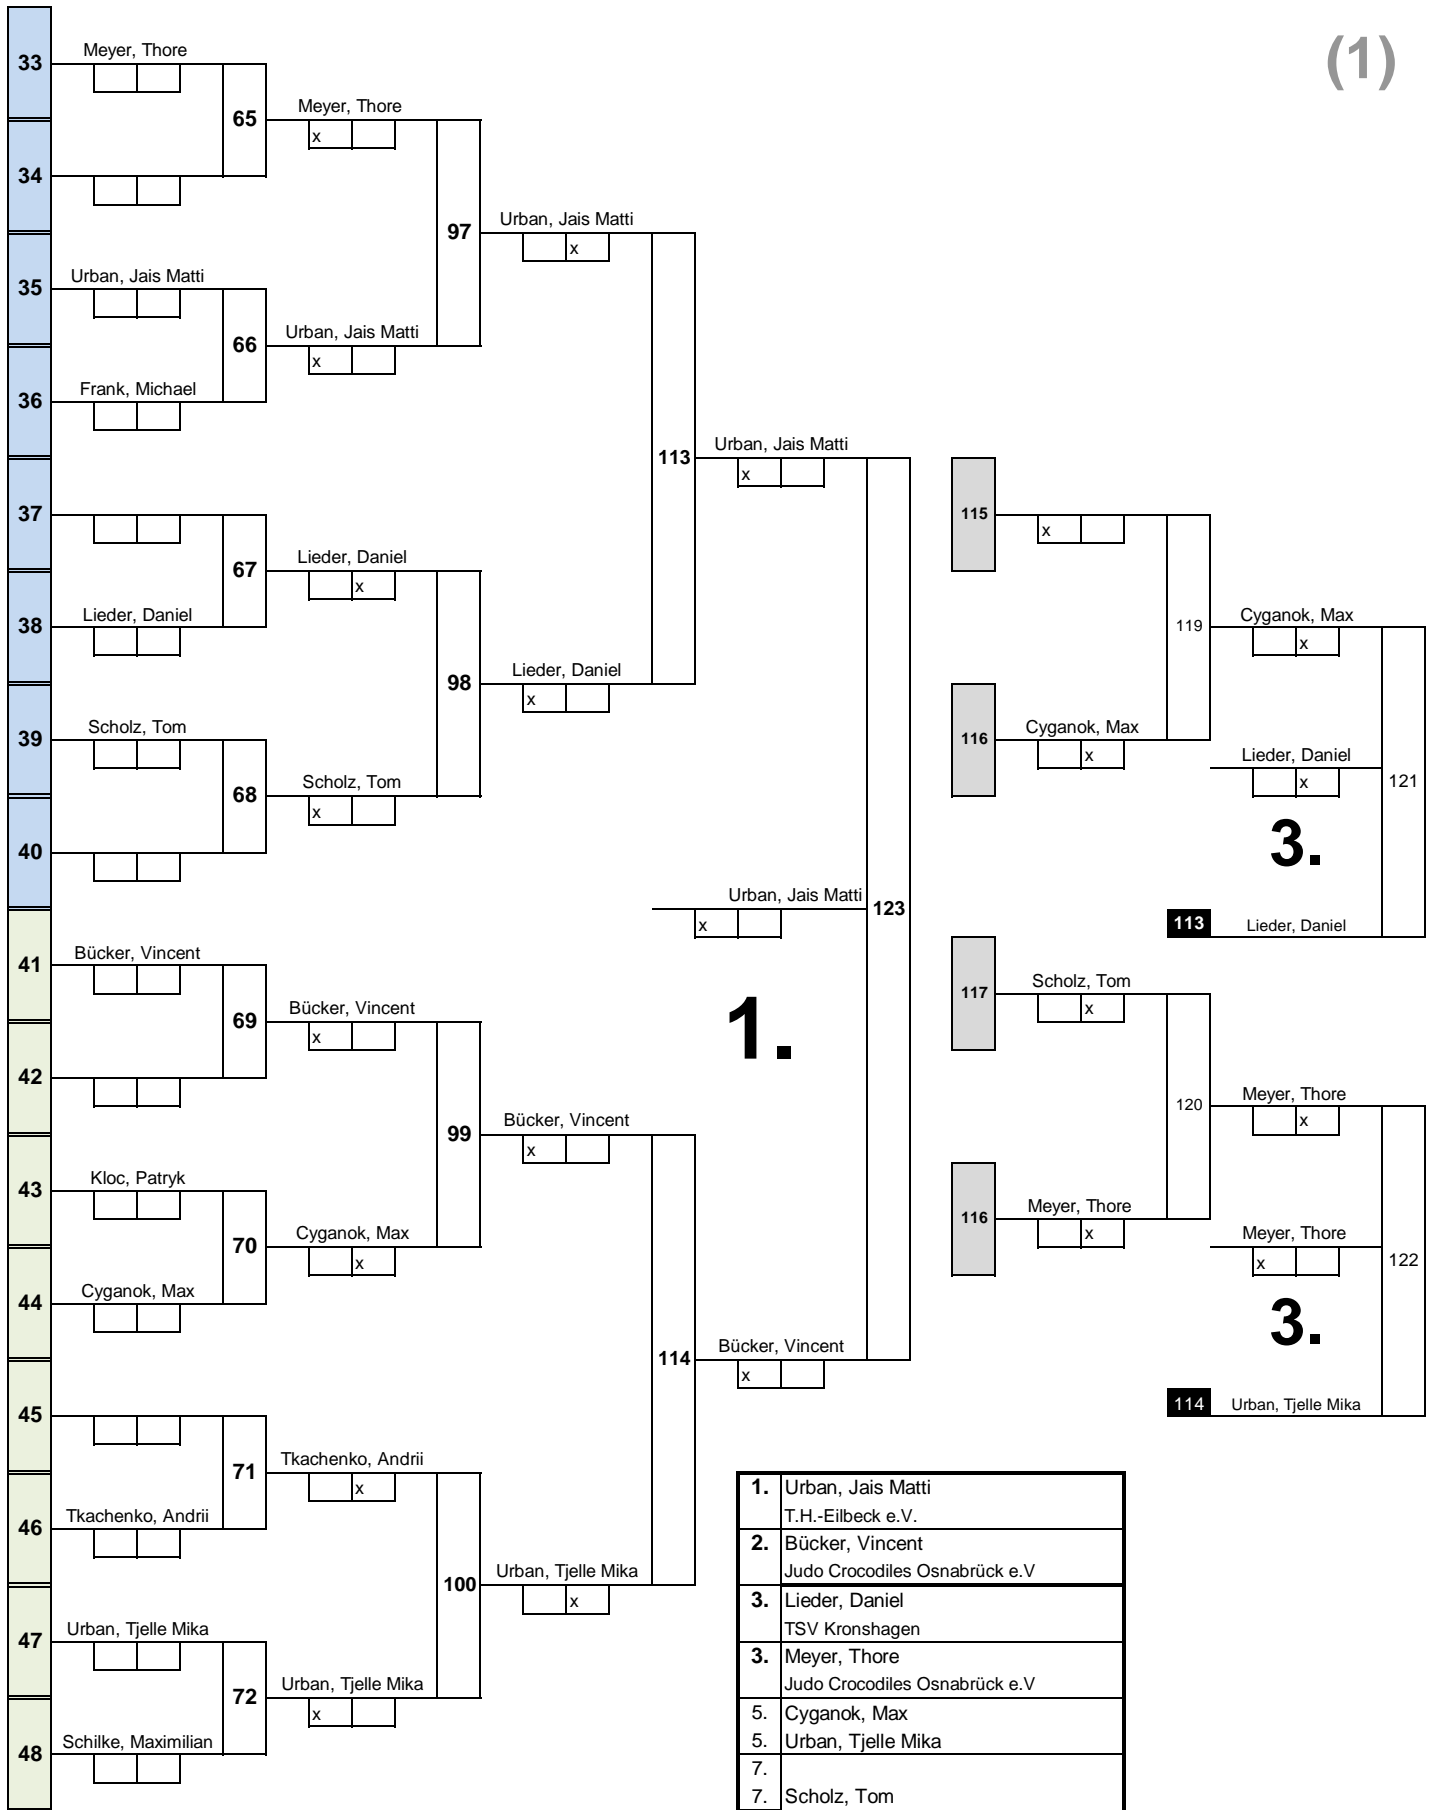 (1)
33
Meyer, Thore
65
Meyer, Thore
x
34
97
Urban, Jais Matti
x
35
Urban, Jais Matti
66
Urban, Jais Matti
x
36
Frank, Michael
113
Urban, Jais Matti
x
37
67
Lieder, Daniel
x
38
Lieder, Daniel
98
Lieder, Daniel
x
39
Scholz, Tom
68
Scholz, Tom
x
40
Urban, Jais Matti
x
123
1.
41
Bücker, Vincent
69
Bücker, Vincent
x
42
99
Bücker, Vincent
x
43
Kloc, Patryk
70
Cyganok, Max
x
44
Cyganok, Max
114
Bücker, Vincent
x
45
71
Tkachenko, Andrii
x
46
Tkachenko, Andrii
100
Urban, Tjelle Mika
x
47
Urban, Tjelle Mika
72
Urban, Tjelle Mika
x
48
Schilke, Maximilian
115
x
119
Cyganok, Max
x
116
Cyganok, Max
x
Lieder, Daniel
x
121
3.
113 Lieder, Daniel
117
Scholz, Tom
x
120
Meyer, Thore
x
116
Meyer, Thore
x
Meyer, Thore
x
122
3.
114 Urban, Tjelle Mika
1. Urban, Jais Matti
T.H.-Eilbeck e.V.
2. Bücker, Vincent
Judo Crocodiles Osnabrück e.V
3. Lieder, Daniel
TSV Kronshagen
3. Meyer, Thore
Judo Crocodiles Osnabrück e.V
5. Cyganok, Max
5. Urban, Tjelle Mika
7.
7. Scholz, Tom